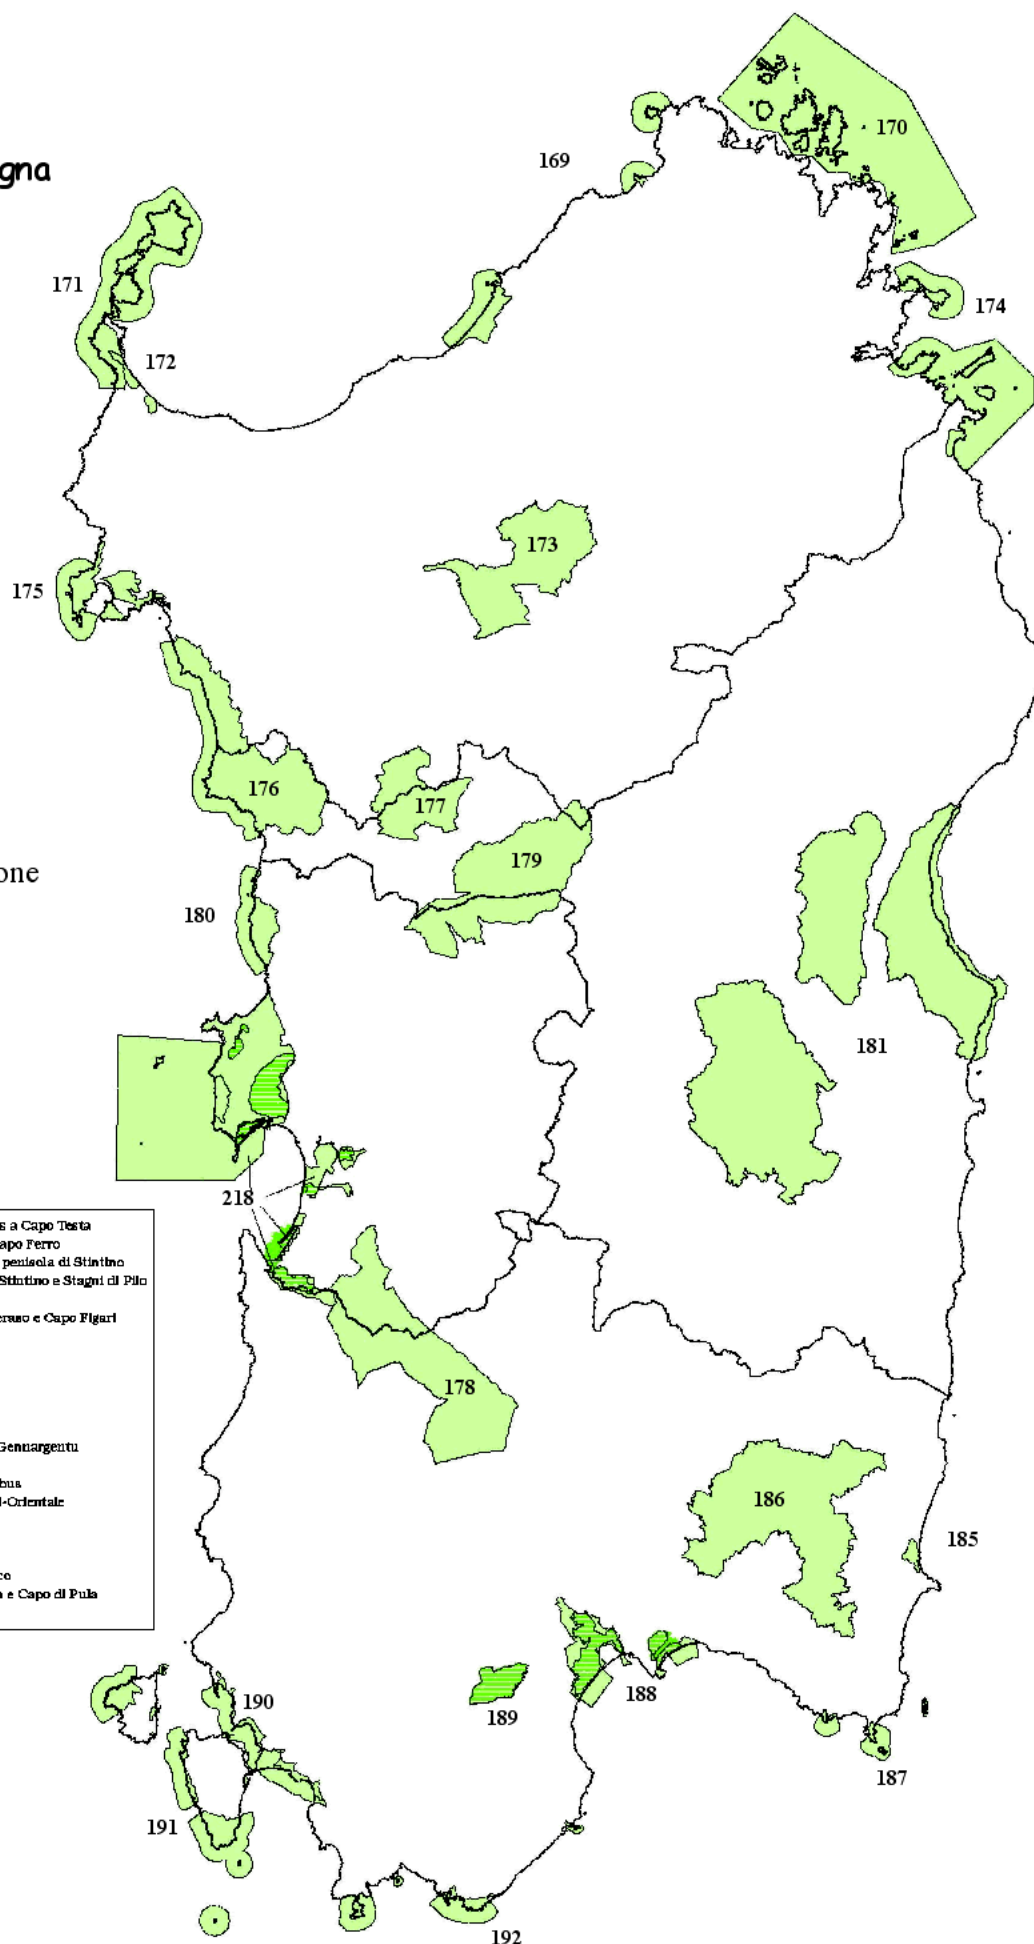 gna
170
169
171
174
172
173
175
176
177
179
one
180
181
218
s a Capo Testa
apo Ferro
penisola di Stintino
Stintino e Stagni di Pilo
eraso e Capo Figari
Gennargentu
bus
l-Orientale
co
a e Capo di Pula
178
186
185
190
188
189
187
191
192